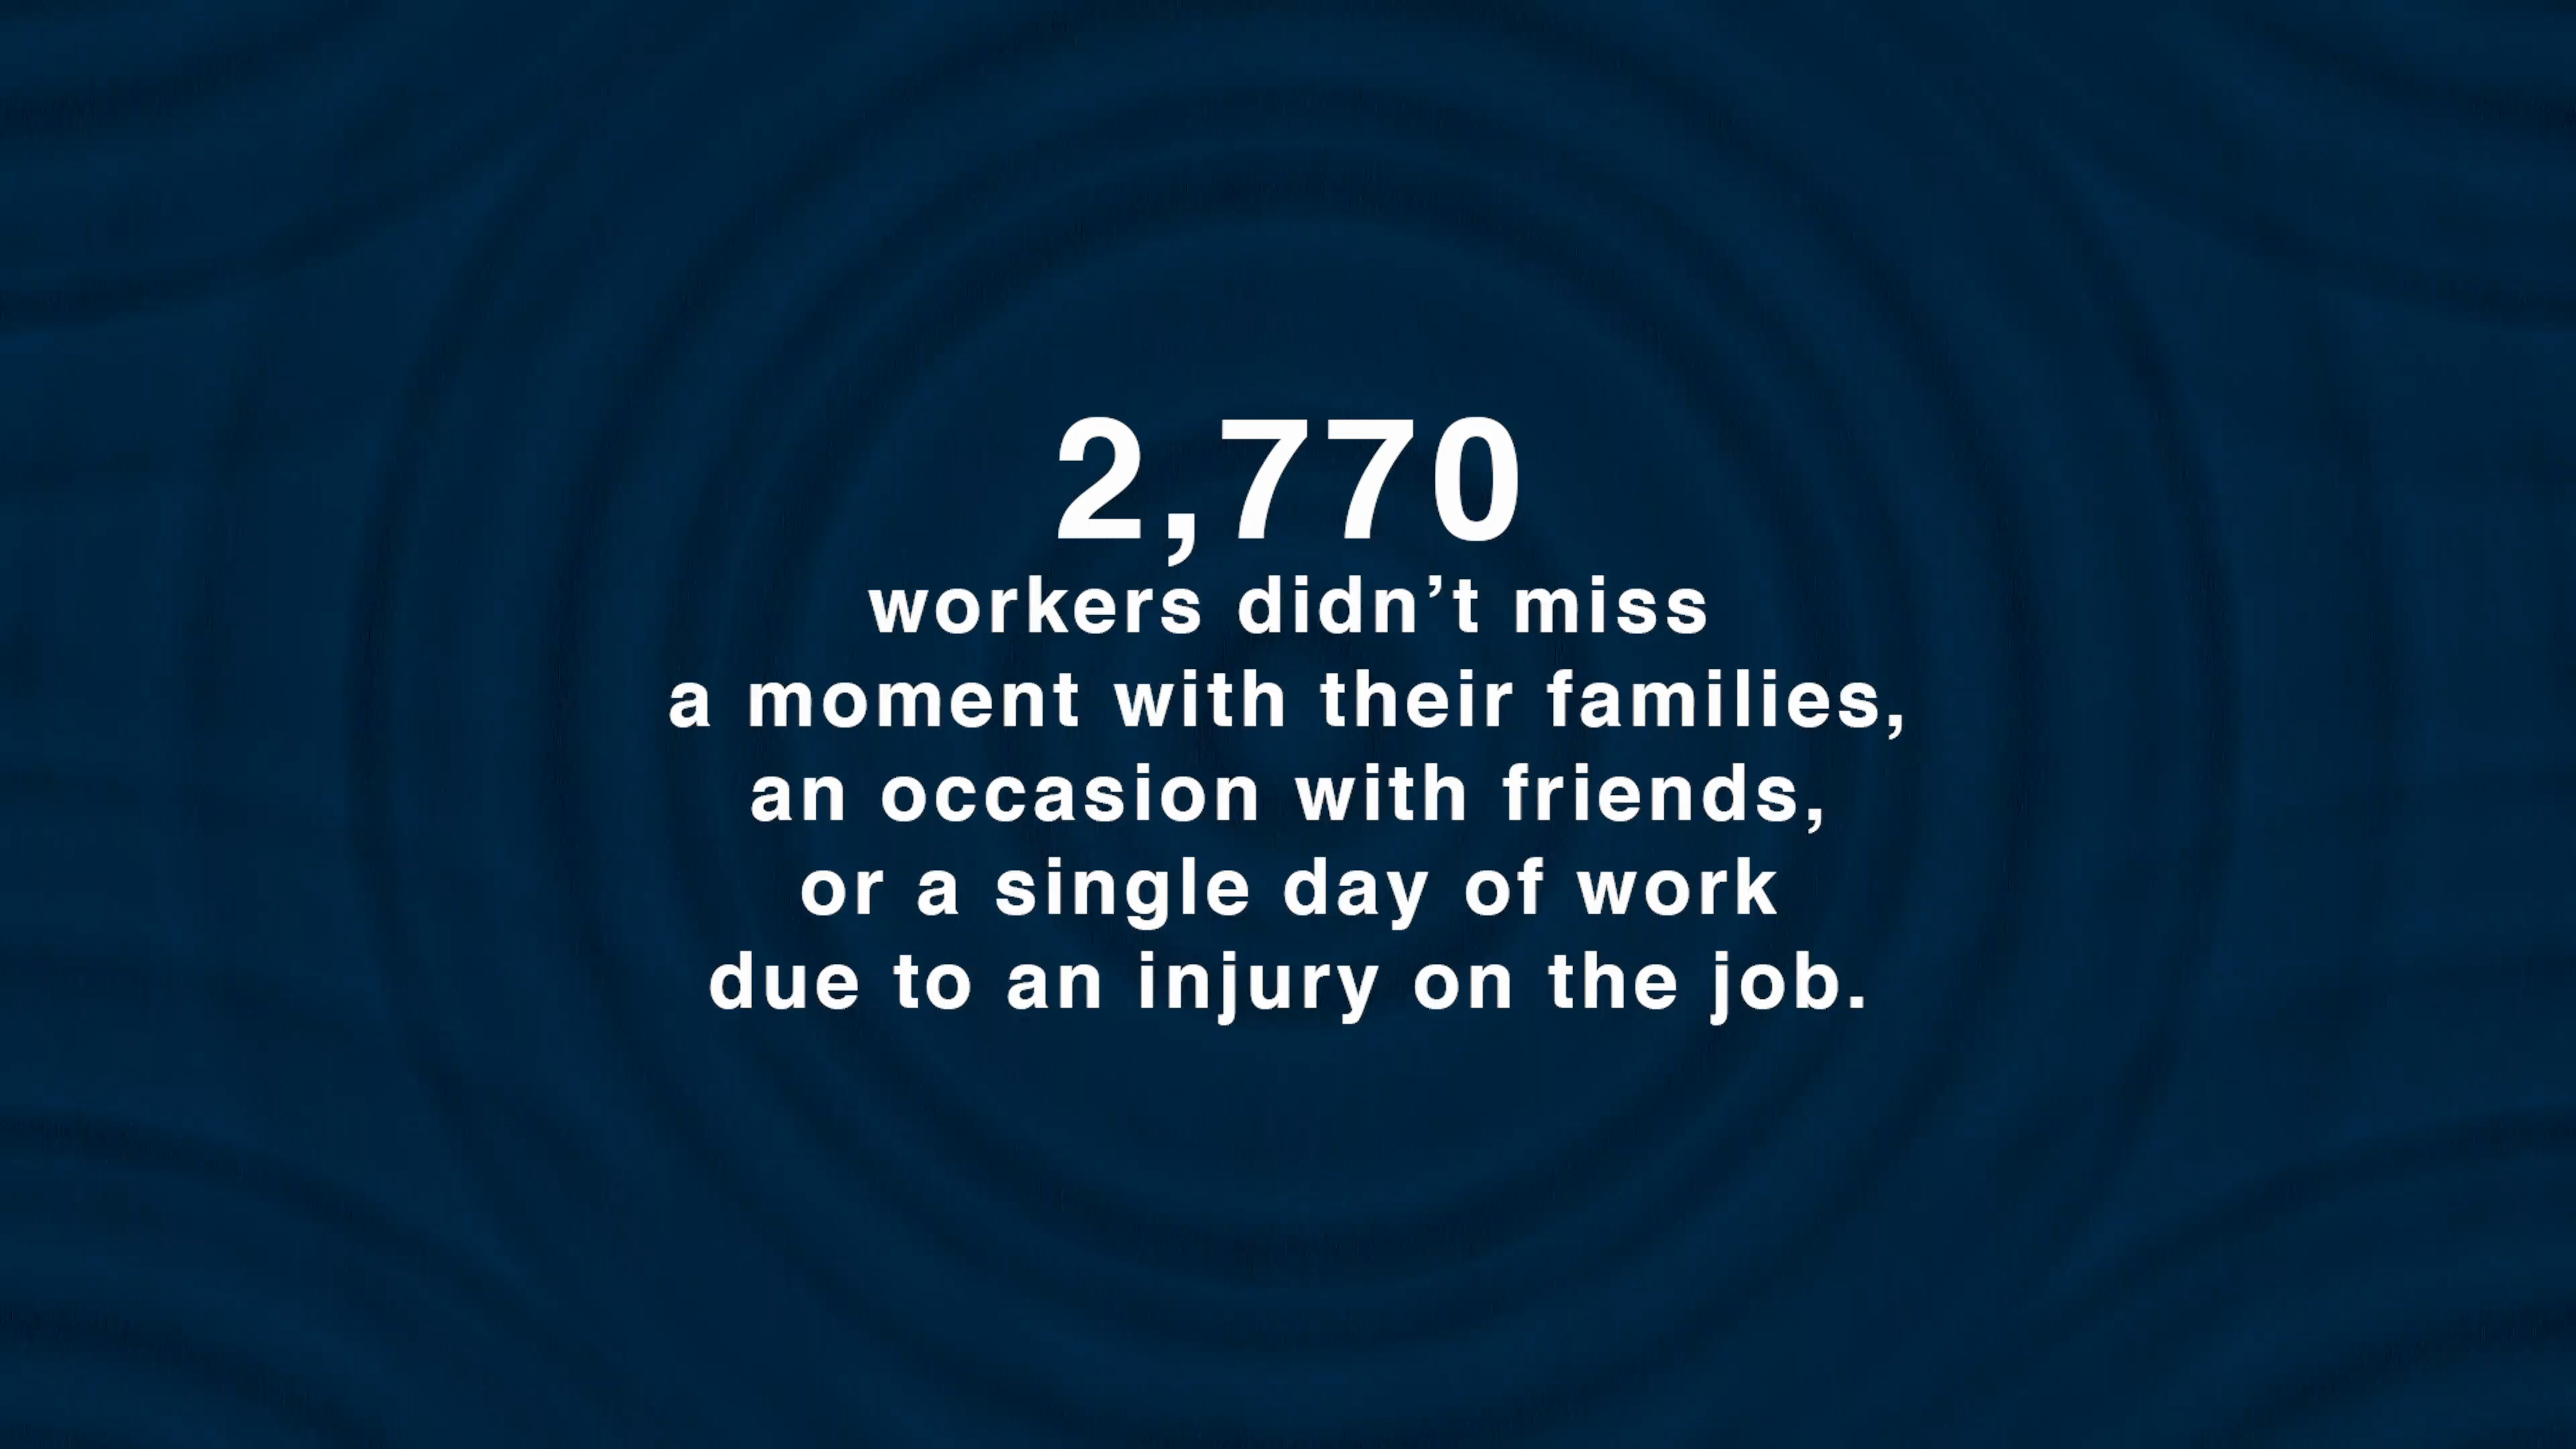 2,770
workers didn’t miss
a moment with their families,
an occasion with friends,
or a single day of work
due to an injury on the job.